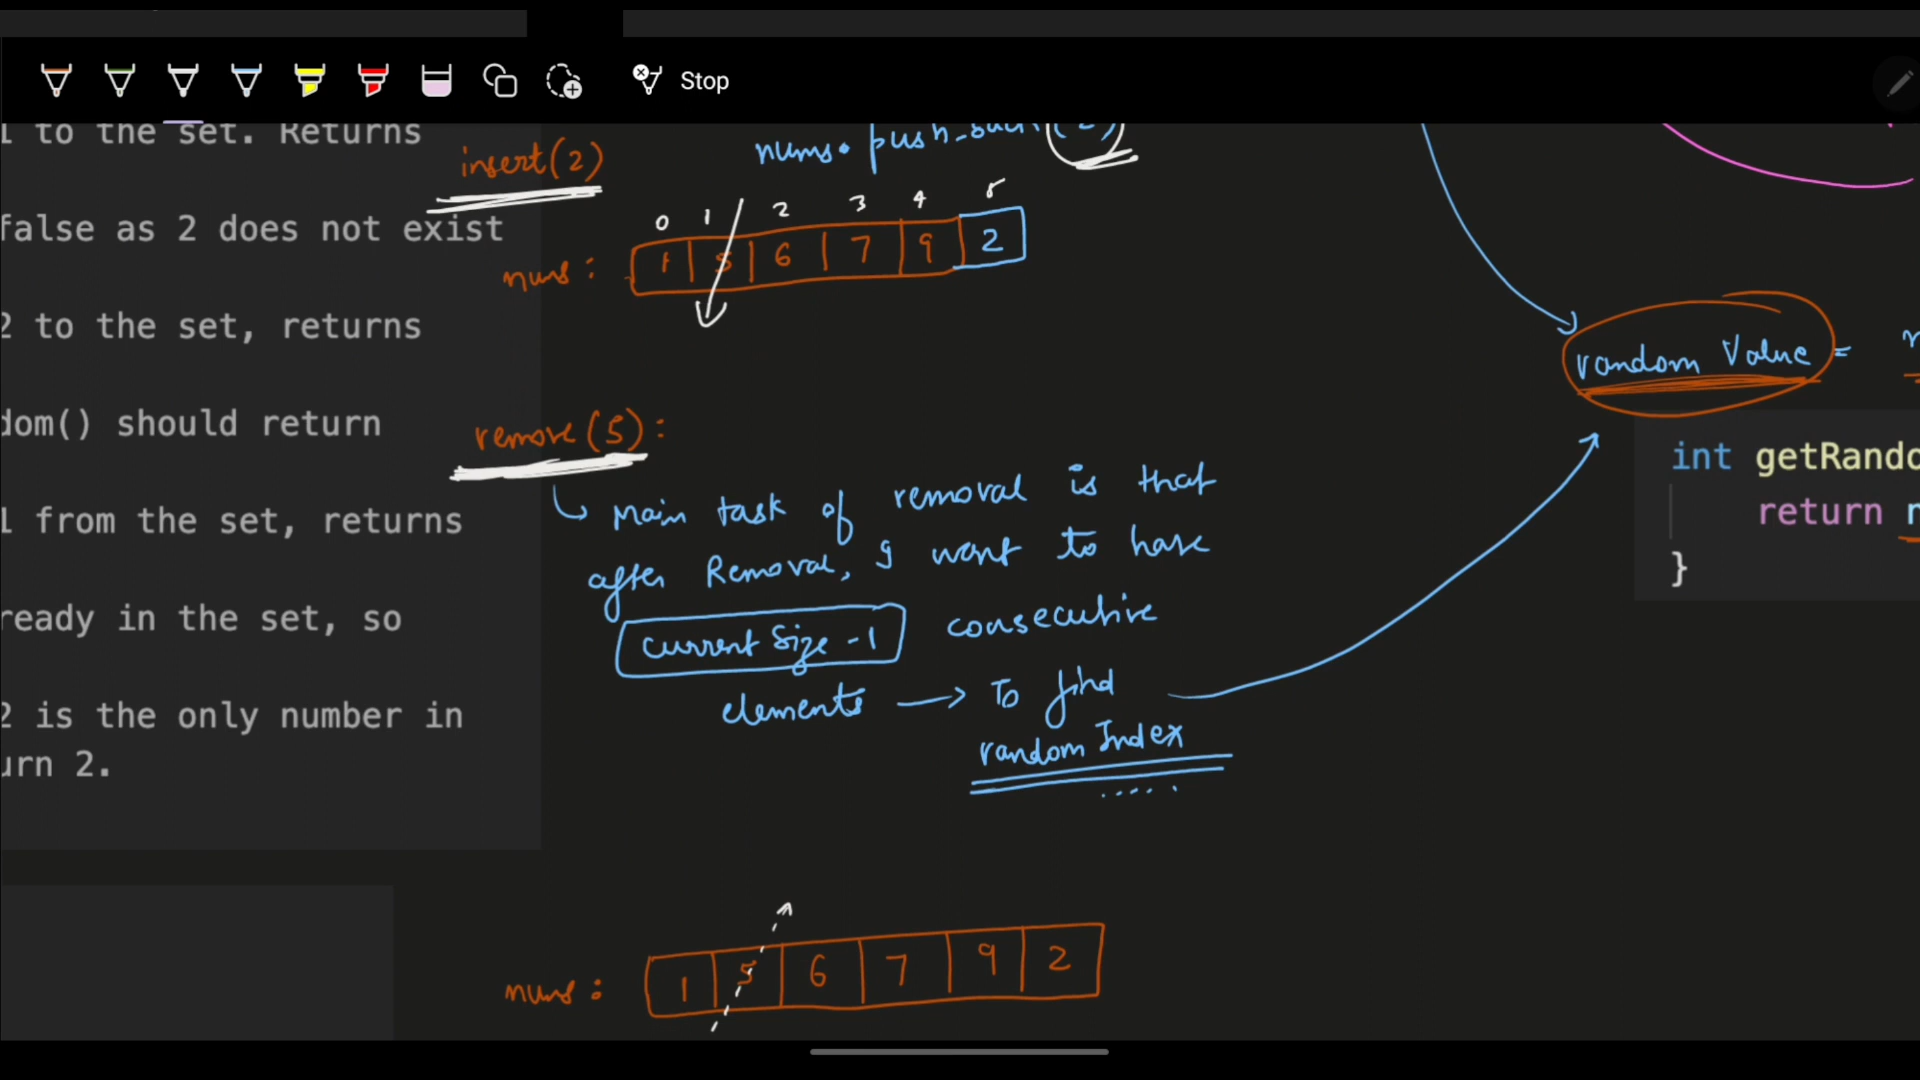 Stop
1 to the set. Returns
false as 2 does not exist
2 to the set, returns
dom() should return
1 from the set, returns
ready in the set, so
2 is the only number in
urn 2.
insert(2)
nums.push_back(2)
0 1 2 3 4 5
nums: 1 5 6 7 9 2
remove(5):
Main task of removal is that
after Removal, I want to have
Current Size -1 consecutive
elements → To find
random Index
nums: 1 5 6 7 9 2
random Value =
int getRando
return
}